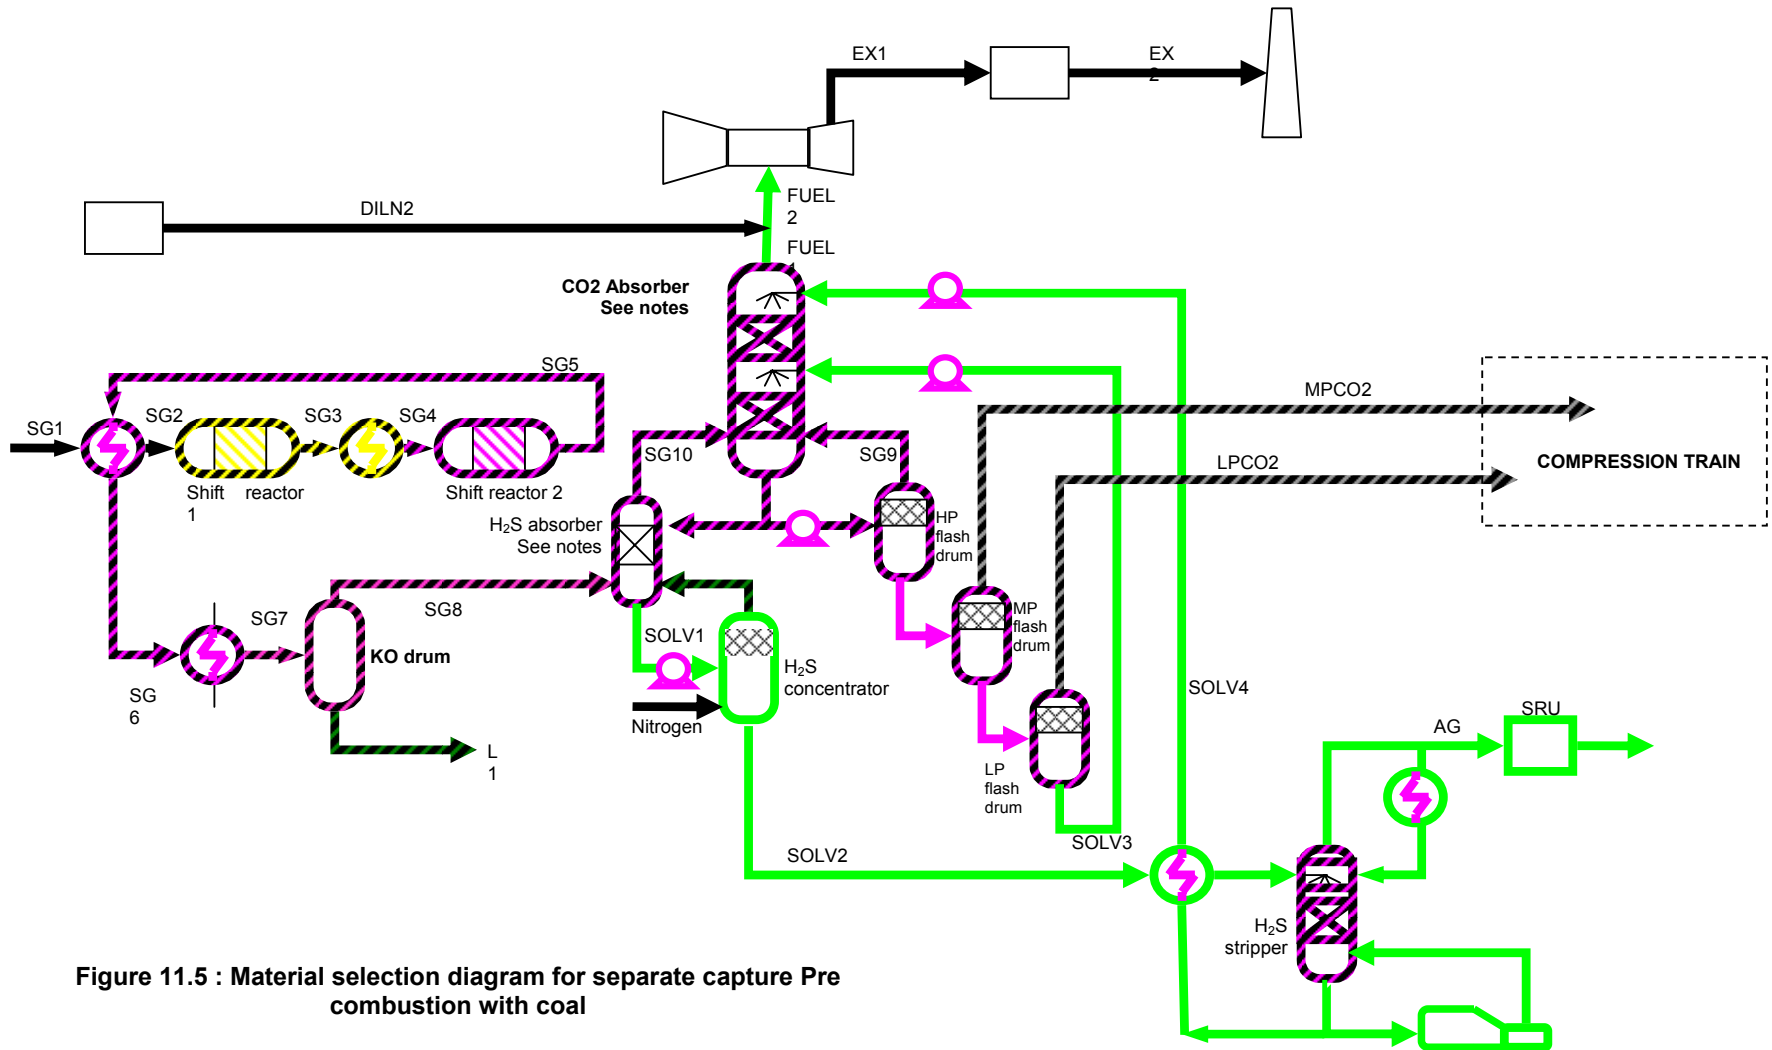 EX1
EX
2
FUEL
2
DILN2
FUEL
CO2 Absorber
See notes
SG5
MPCO2
SG1
SG2
SG3
SG4
SG10
SG9
LPCO2
COMPRESSION TRAIN
Shift reactor
1
Shift reactor 2
H2S absorber
See notes
HP
flash
drum
SG8
SG7
KO drum
SOLV1
MP
flash
drum
H2S
concentrator
SG
6
SOLV4
Nitrogen
L
1
SRU
AG
LP
flash
drum
SOLV3
SOLV2
H2S
stripper
Figure 11.5 : Material selection diagram for separate capture Pre
combustion with coal